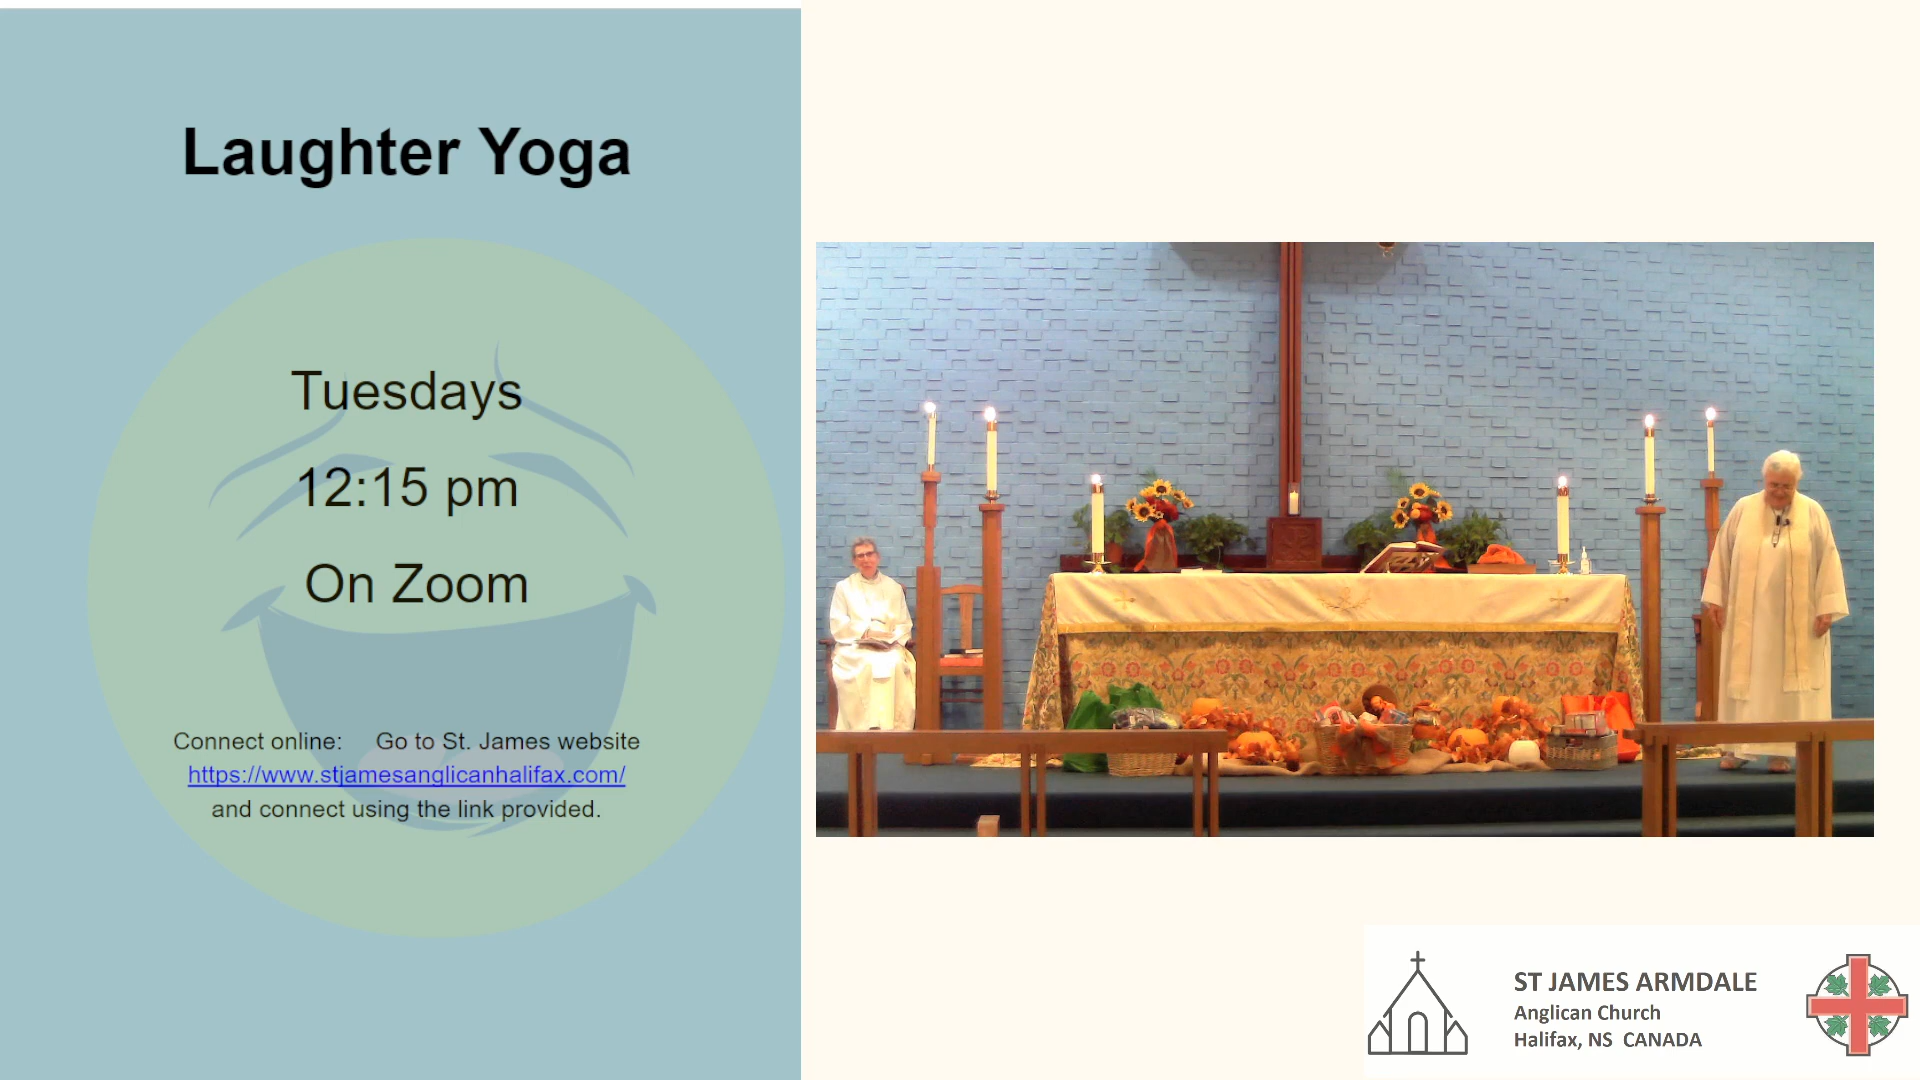 Laughter Yoga
Tuesdays
12:15 pm
On Zoom
Connect online: Go to St. James website
https://www.stjamesanglicanhalifax.com/
and connect using the link provided.
ST JAMES ARMDALE
Anglican Church
Halifax, NS CANADA